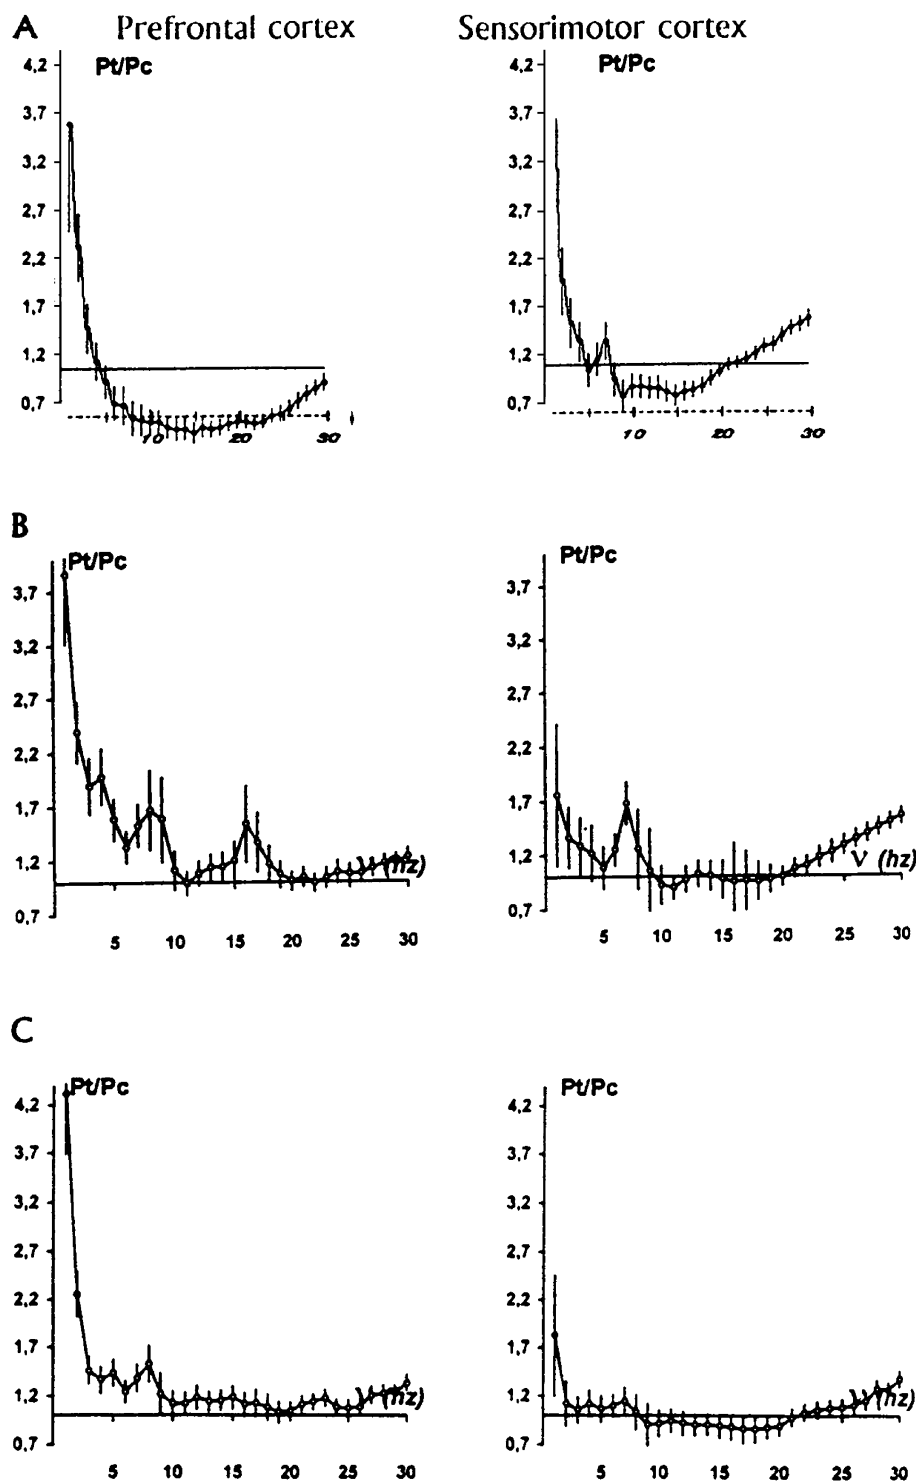 A Prefrontal cortex Sensorimotor cortex
Pt/Pc Pt/Pc
4,2 4,2
3,7 3,7
3,2 3,2
2,7 2,7
2,2 2,2
1,7 1,7
1,2 1,2
0,7 0,7
10 20 30 10 20 30
B
Pt/Pc Pt/Pc
3,7 3,7
3,2 3,2
2,7 2,7
2,2 2,2
1,7 1,7
1,2 (hz) 1,2 ν (hz)
0,7 0,7
5 10 15 20 25 30 5 10 15 20 25 30
C
Pt/Pc Pt/Pc
4,2 4,2
3,7 3,7
3,2 3,2
2,7 2,7
2,2 2,2
1,7 1,7
1,2 (hz) 1,2 (hz)
0,7 0,7
5 10 15 20 25 30 5 10 15 20 25 30